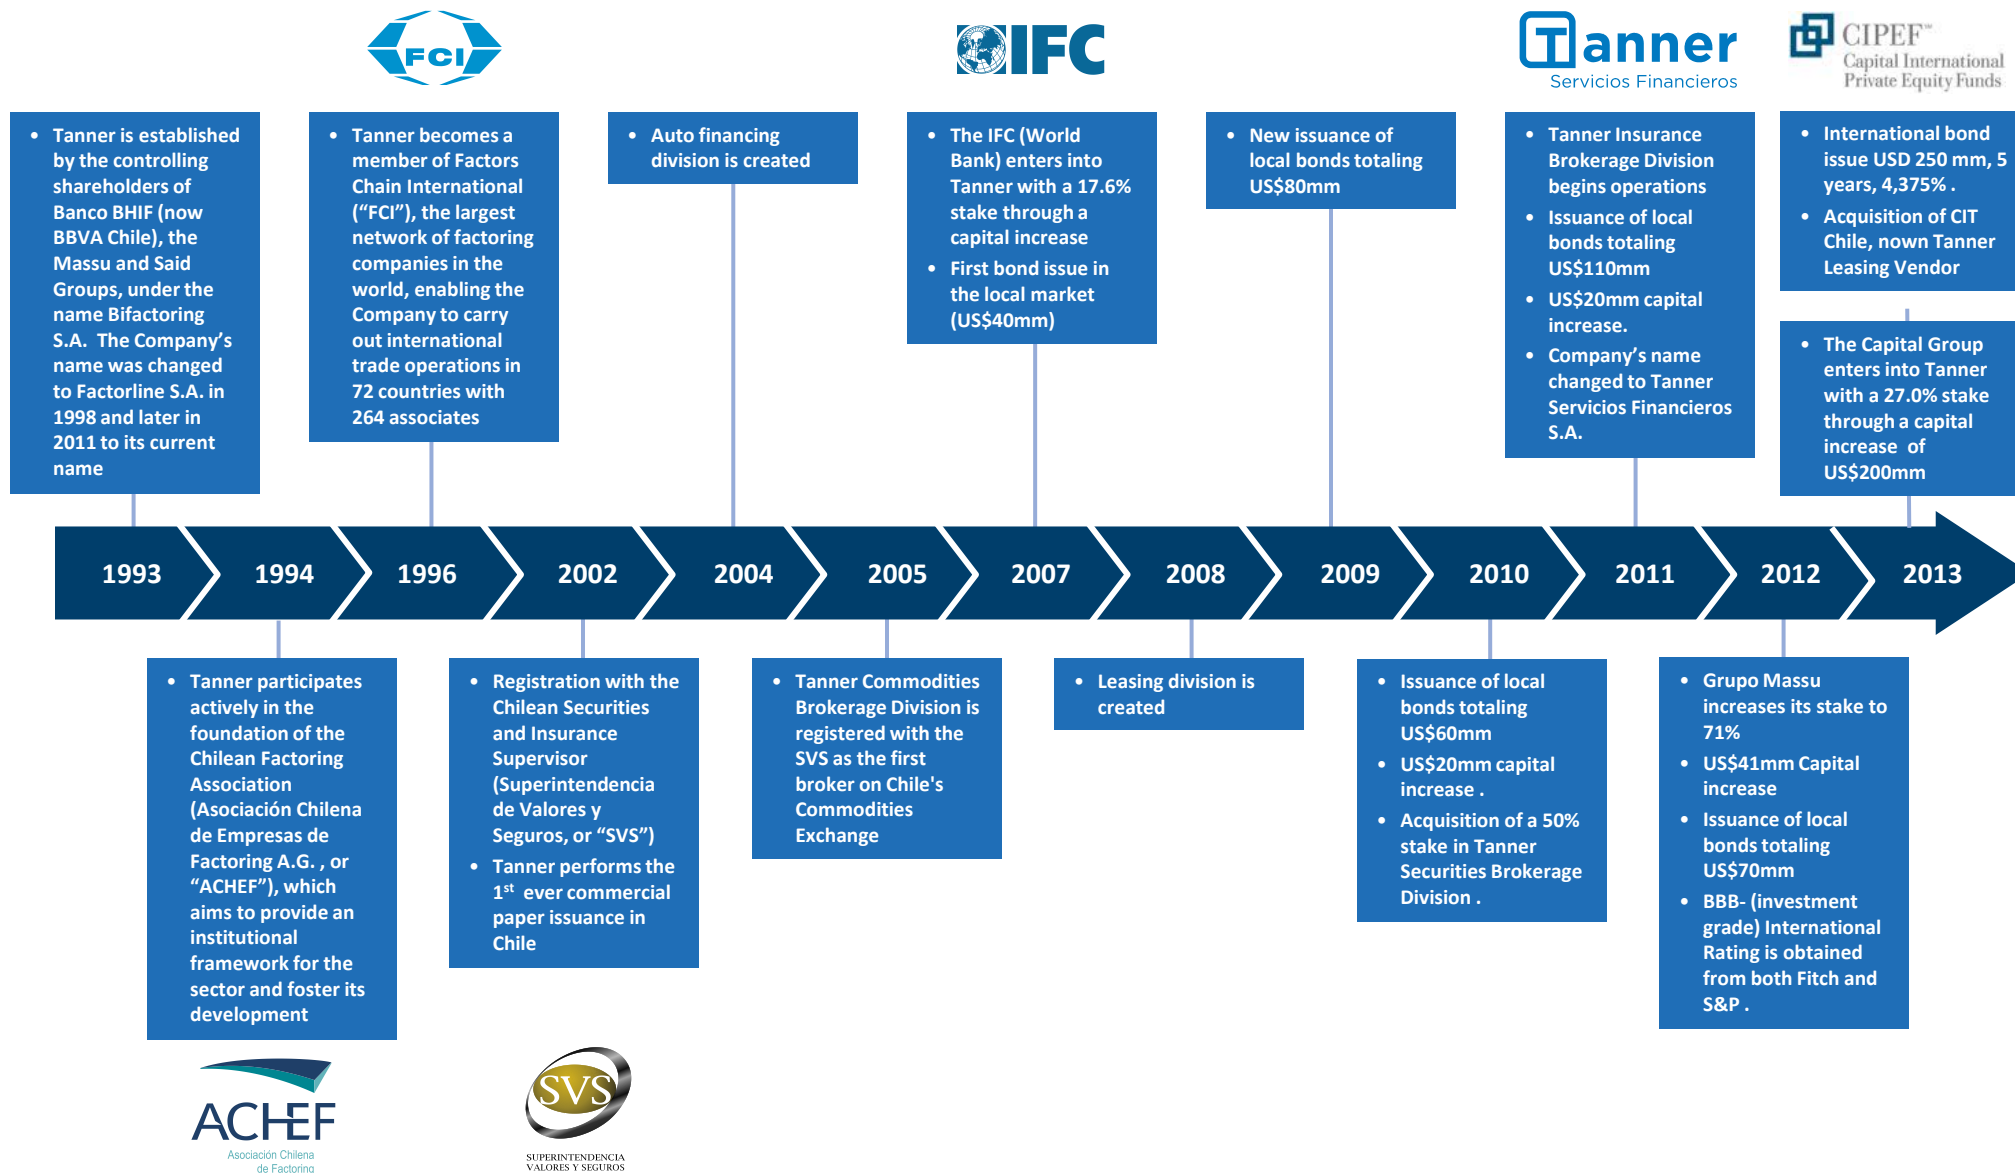 FCI
IFC
Tanner
Servicios Financieros
CIPEF℠
Capital International
Private Equity Funds
• Tanner is established
by the controlling
shareholders of
Banco BHIF (now
BBVA Chile), the
Massu and Said
Groups, under the
name Bifactoring
S.A. The Company’s
name was changed
to Factorline S.A. in
1998 and later in
2011 to its current
name
• Tanner becomes a
member of Factors
Chain International
(“FCI”), the largest
network of factoring
companies in the
world, enabling the
Company to carry
out international
trade operations in
72 countries with
264 associates
• Auto financing
division is created
• The IFC (World
Bank) enters into
Tanner with a 17.6%
stake through a
capital increase
• First bond issue in
the local market
(US$40mm)
• New issuance of
local bonds totaling
US$80mm
• Tanner Insurance
Brokerage Division
begins operations
• Issuance of local
bonds totaling
US$110mm
• US$20mm capital
increase.
• Company’s name
changed to Tanner
Servicios Financieros
S.A.
• International bond
issue USD 250 mm, 5
years, 4,375% .
• Acquisition of CIT
Chile, nown Tanner
Leasing Vendor
• The Capital Group
enters into Tanner
with a 27.0% stake
through a capital
increase of
US$200mm
1993 1994 1996 2002 2004 2005 2007 2008 2009 2010 2011 2012 2013
• Tanner participates
actively in the
foundation of the
Chilean Factoring
Association
(Asociación Chilena
de Empresas de
Factoring A.G. , or
“ACHEF”), which
aims to provide an
institutional
framework for the
sector and foster its
development
• Registration with the
Chilean Securities
and Insurance
Supervisor
(Superintendencia
de Valores y
Seguros, or “SVS”)
• Tanner performs the
1st ever commercial
paper issuance in
Chile
• Tanner Commodities
Brokerage Division is
registered with the
SVS as the first
broker on Chile's
Commodities
Exchange
• Leasing division is
created
• Issuance of local
bonds totaling
US$60mm
• US$20mm capital
increase .
• Acquisition of a 50%
stake in Tanner
Securities Brokerage
Division .
• Grupo Massu
increases its stake to
71%
• US$41mm Capital
increase
• Issuance of local
bonds totaling
US$70mm
• BBB- (investment
grade) International
Rating is obtained
from both Fitch and
S&P .
ACHEF
Asociación Chilena
de Factoring
SVS
SUPERINTENDENCIA
VALORES Y SEGUROS